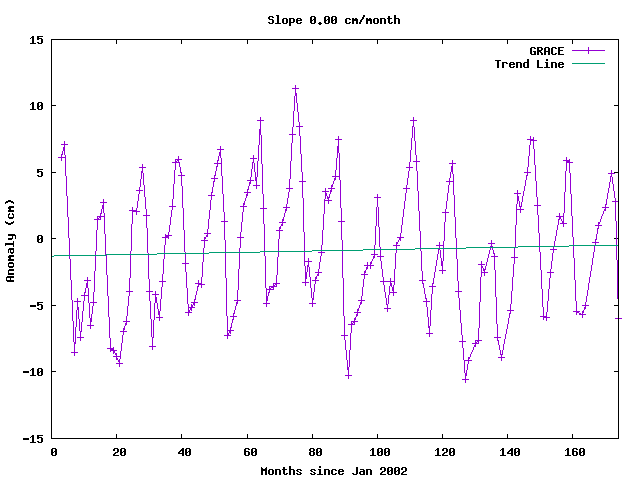 Slope 0.00 cm/month
GRACE
Trend Line
15
10
5
0
-5
-10
-15
Anomaly (cm)
0 20 40 60 80 100 120 140 160
Months since Jan 2002